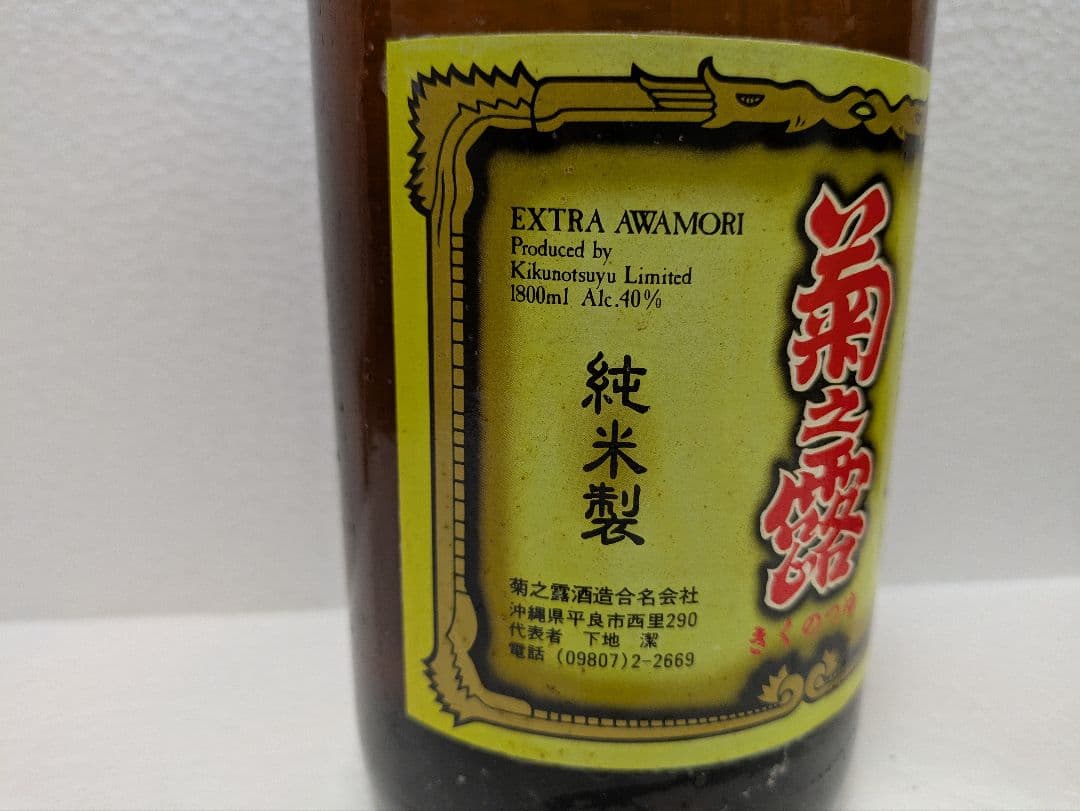 EXTRA AWAMORI
Produced by
Kikunotsuyu Limited
1800ml Alc.40%
純米製
菊之露酒造合名会社
沖縄県平良市西里290
代表者 下地 潔
電話 (09807)2-2669
菊之露
きくのつゆ